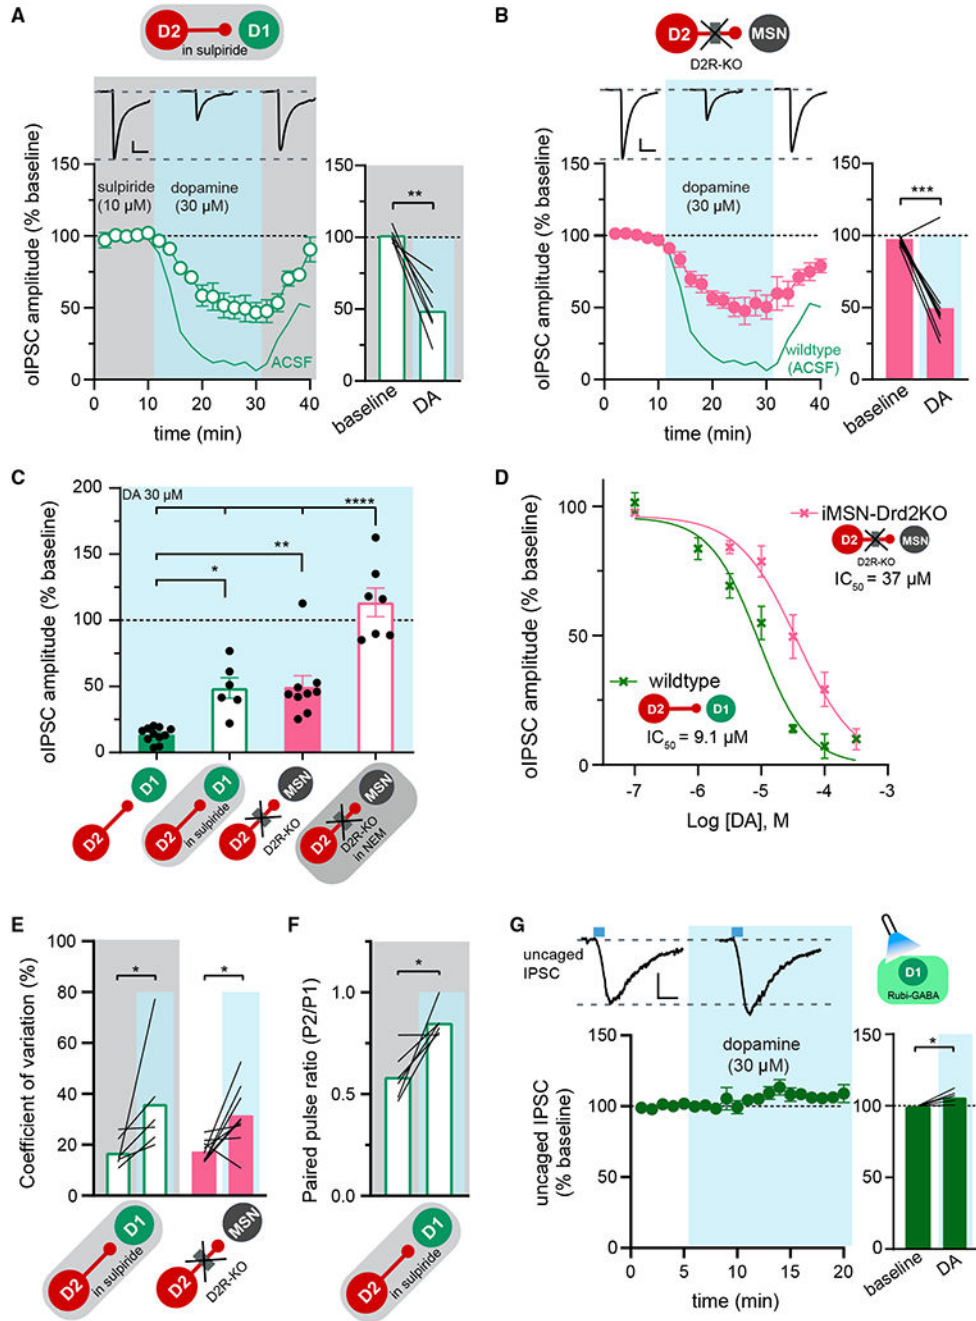 A
D2
D1
in sulpiride
oIPSC amplitude (% baseline)
150
100
50
0
sulpiride
(10 µM)
dopamine
(30 µM)
ACSF
0 10 20 30 40
time (min)
150
100
50
0
**
baseline
DA
B
D2
MSN
D2R-KO
oIPSC amplitude (% baseline)
150
100
50
0
dopamine
(30 µM)
wildtype
(ACSF)
0 10 20 30 40
time (min)
150
100
50
0
***
baseline
DA
C
oIPSC amplitude (% baseline)
200
150
100
50
0
DA 30 µM
****
**
*
D2
D1
D2
D1
in sulpiride
D2
MSN
D2R-KO
D2
MSN
D2R-KO
in NEM
D
oIPSC amplitude (% baseline)
100
50
0
iMSN-Drd2KO
D2
MSN
D2R-KO
IC50 = 37 µM
wildtype
D2
D1
IC50 = 9.1 µM
-7 -6 -5 -4 -3
Log [DA], M
E
Coefficient of variation (%)
100
80
60
40
20
0
*
*
D2
D1
in sulpiride
D2
MSN
D2R-KO
F
Paired pulse ratio (P2/P1)
1.0
0.5
0.0
*
D2
D1
in sulpiride
G
uncaged
IPSC
D1
Rubi-GABA
uncaged IPSC
(% baseline)
150
100
50
dopamine
(30 µM)
0 5 10 15 20
time (min)
150
100
50
0
*
baseline
DA